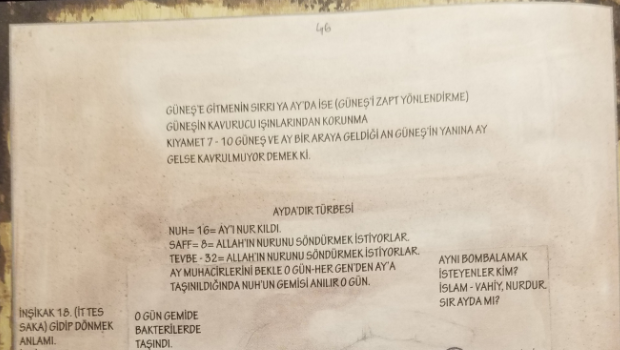 46
GÜNEŞ'E GİTMENİN SIRRI YA AY'DA İSE (GÜNEŞ'İ ZAPT YÖNLENDİRME)
GÜNEŞİN KAVURUCU IŞINLARINDAN KORUNMA
KIYAMET 7 - 10 GÜNEŞ VE AY BİR ARAYA GELDİĞİ AN GÜNEŞ'İN YANINA AY
GELSE KAVRULMUYOR DEMEK Kİ.
AYDA'DIR TÜRBESİ
NUH= 16= AY'I NUR KILDI.
SAFF= 8= ALLAH'IN NURUNU SÖNDÜRMEK İSTİYORLAR.
TEVBE - 32= ALLAH'IN NURUNU SÖNDÜRMEK İSTİYORLAR.
AY MUHACİRLERİNİ BEKLE O GÜN-HER GEN'DEN AY'A
TAŞINILDIĞINDA NUH'UN GEMİSİ ANILIR O GÜN.
AYNI BOMBALAMAK
İSTEYENLER KİM?
İSLAM - VAHİY, NURDUR.
SIR AYDA MI?
İNŞİKAK 18. (İTTES
SAKA) GİDİP DÖNMEK
ANLAMI.
O GÜN GEMİDE
BAKTERİLERDE
TAŞINDI.